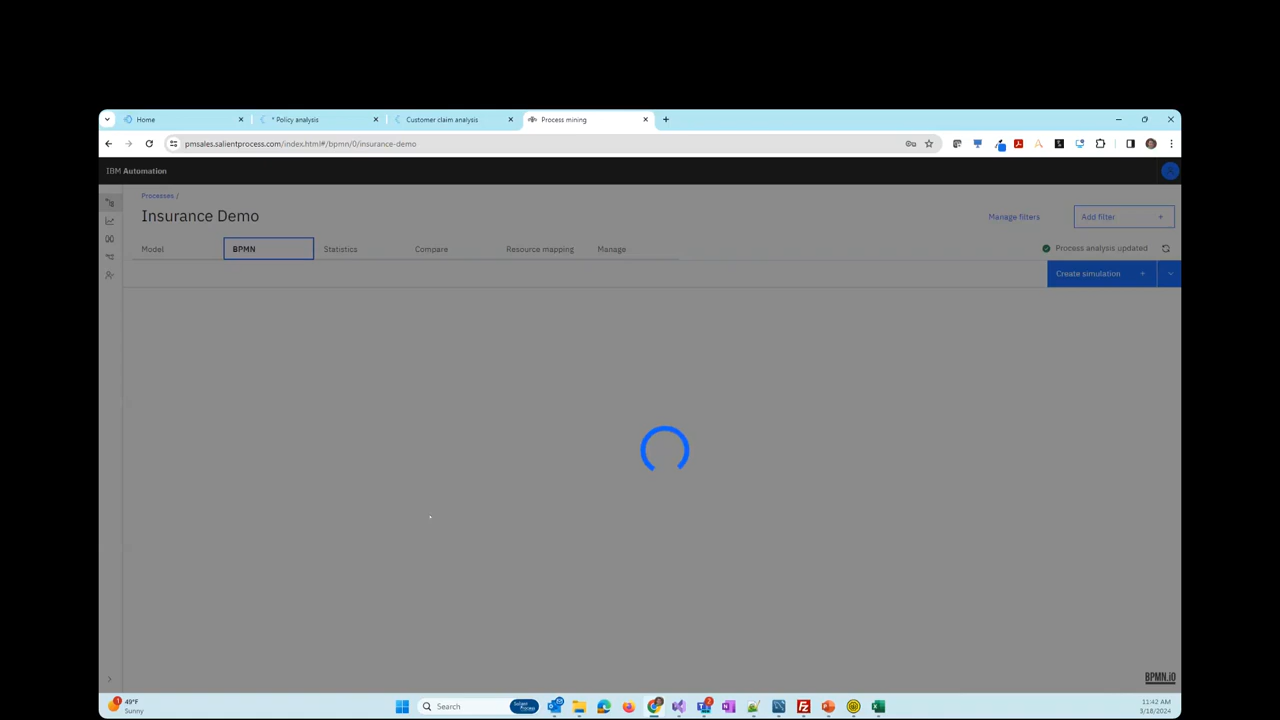 Home
* Policy analysis
Customer claim analysis
Process mining
pmsales.salientprocess.com/index.html#/bpmn/0/insurance-demo
IBM Automation
Processes /
Insurance Demo
Manage filters
Add filter +
Model
BPMN
Statistics
Compare
Resource mapping
Manage
Process analysis updated
Create simulation +
BPMN.iO
49°F
Sunny
Search
11:42 AM
3/18/2024